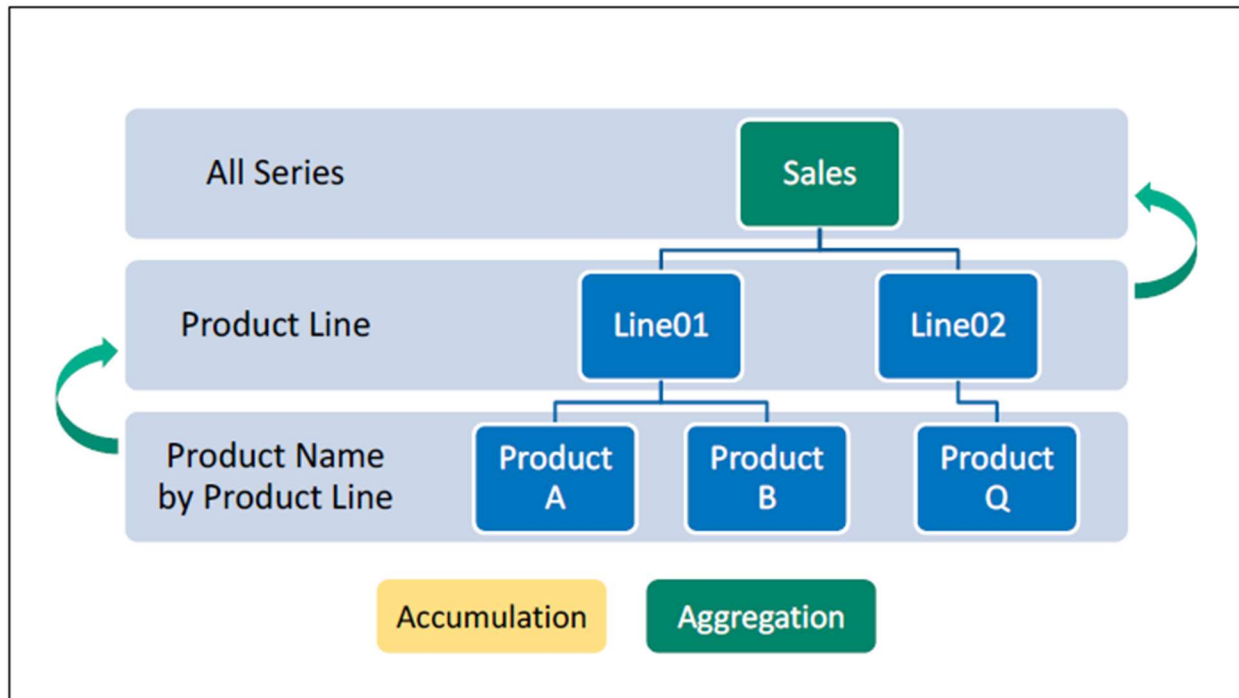 All Series
Sales
Product Line
Line01
Line02
Product Name
by Product Line
Product
A
Product
B
Product
Q
Accumulation
Aggregation